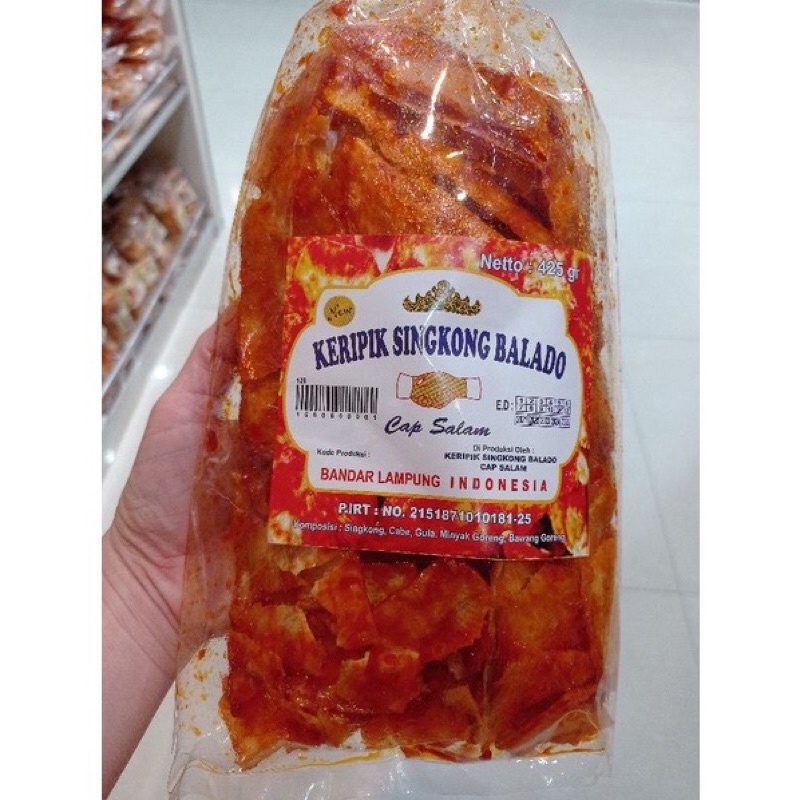 Netto : 425 gr
New
KERIPIK SINGKONG BALADO
128
E.D :
Cap Salam
Kode Produksi :
Di Produksi Oleh :
KERIPIK SINGKONG BALADO
CAP SALAM
BANDAR LAMPUNG INDONESIA
P.IRT : NO. 2151871010181-25
Komposisi : Singkong, Cabe, Gula, Minyak Goreng, Bawang Goreng